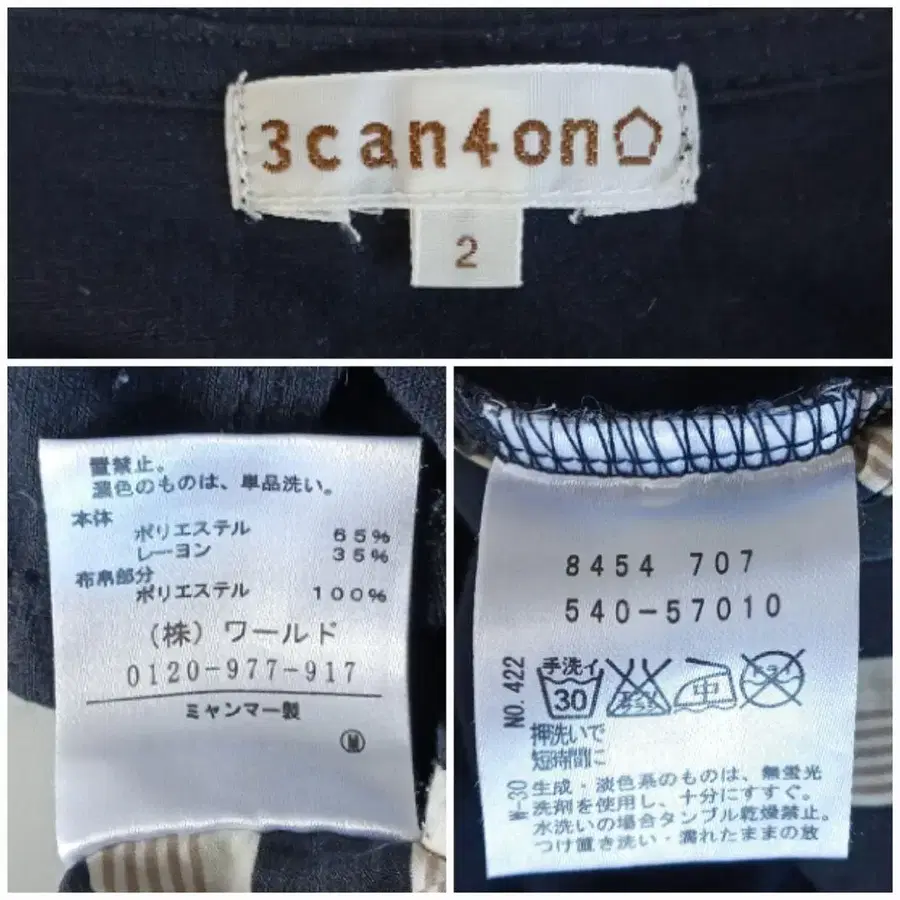 3can4on
2
置禁止。
濃色のものは、単品洗い。
本体
ポリエステル 65%
レーヨン 35%
布帛部分
ポリエステル 100%
(株) ワールド
0120-977-917
ミャンマー製
M
8454 707
540-57010
NO.422
手洗イ
30
中
押洗いで
短時間に
W-30
生成・淡色系のものは、無蛍光
洗剤を使用し、十分にすすぐ。
水洗いの場合タンブル乾燥禁止。
つけ置き洗い・濡れたままの放